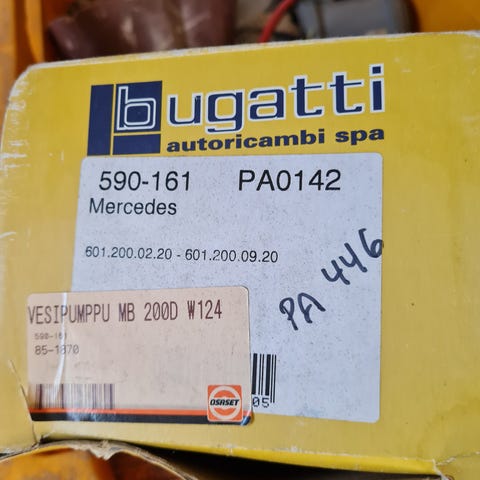 bugatti
autoricambi spa
590-161 PA0142
Mercedes
601.200.02.20 - 601.200.09.20
PA 446
VESIPUMPPU MB 200D W124
590-161
85-1870
OSASET
05